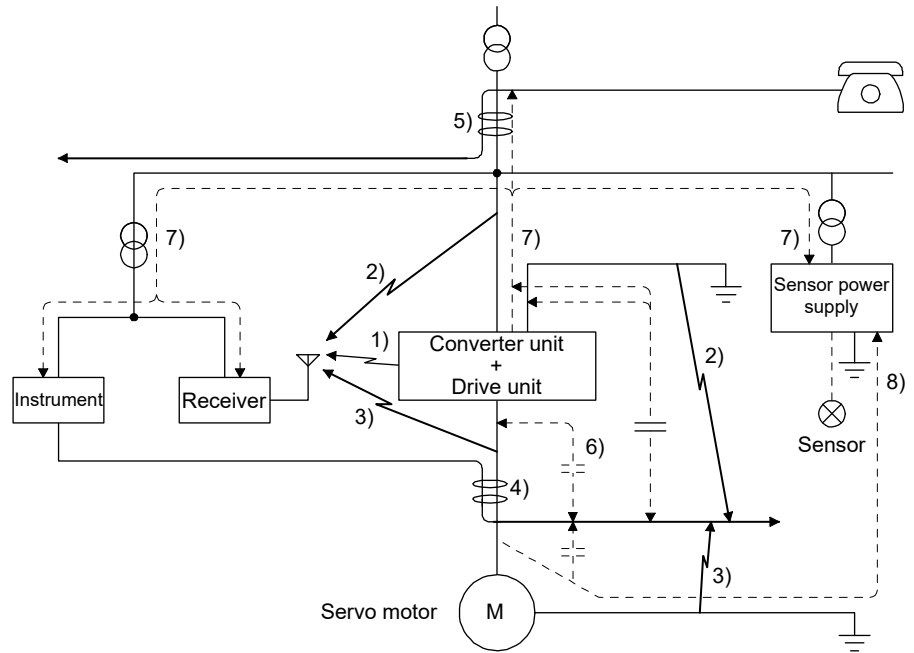 5)
7)
7)
7)
2)
Sensor power
supply
1)
Converter unit
+
Drive unit
2)
Instrument
Receiver
3)
8)
Sensor
6)
4)
3)
Servo motor
M